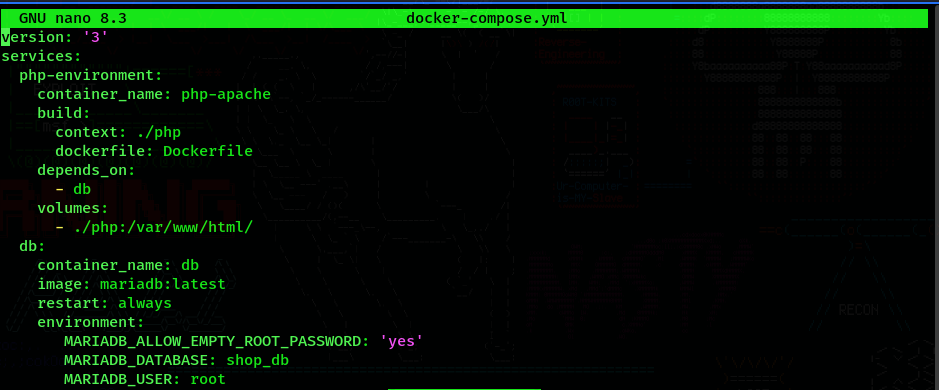 GNU nano 8.3 docker-compose.yml
version: '3'
services:
  php-environment:
    container_name: php-apache
    build:
      context: ./php
      dockerfile: Dockerfile
    depends_on:
      - db
    volumes:
      - ./php:/var/www/html/
  db:
    container_name: db
    image: mariadb:latest
    restart: always
    environment:
       MARIADB_ALLOW_EMPTY_ROOT_PASSWORD: 'yes'
       MARIADB_DATABASE: shop_db
       MARIADB_USER: root
RECON